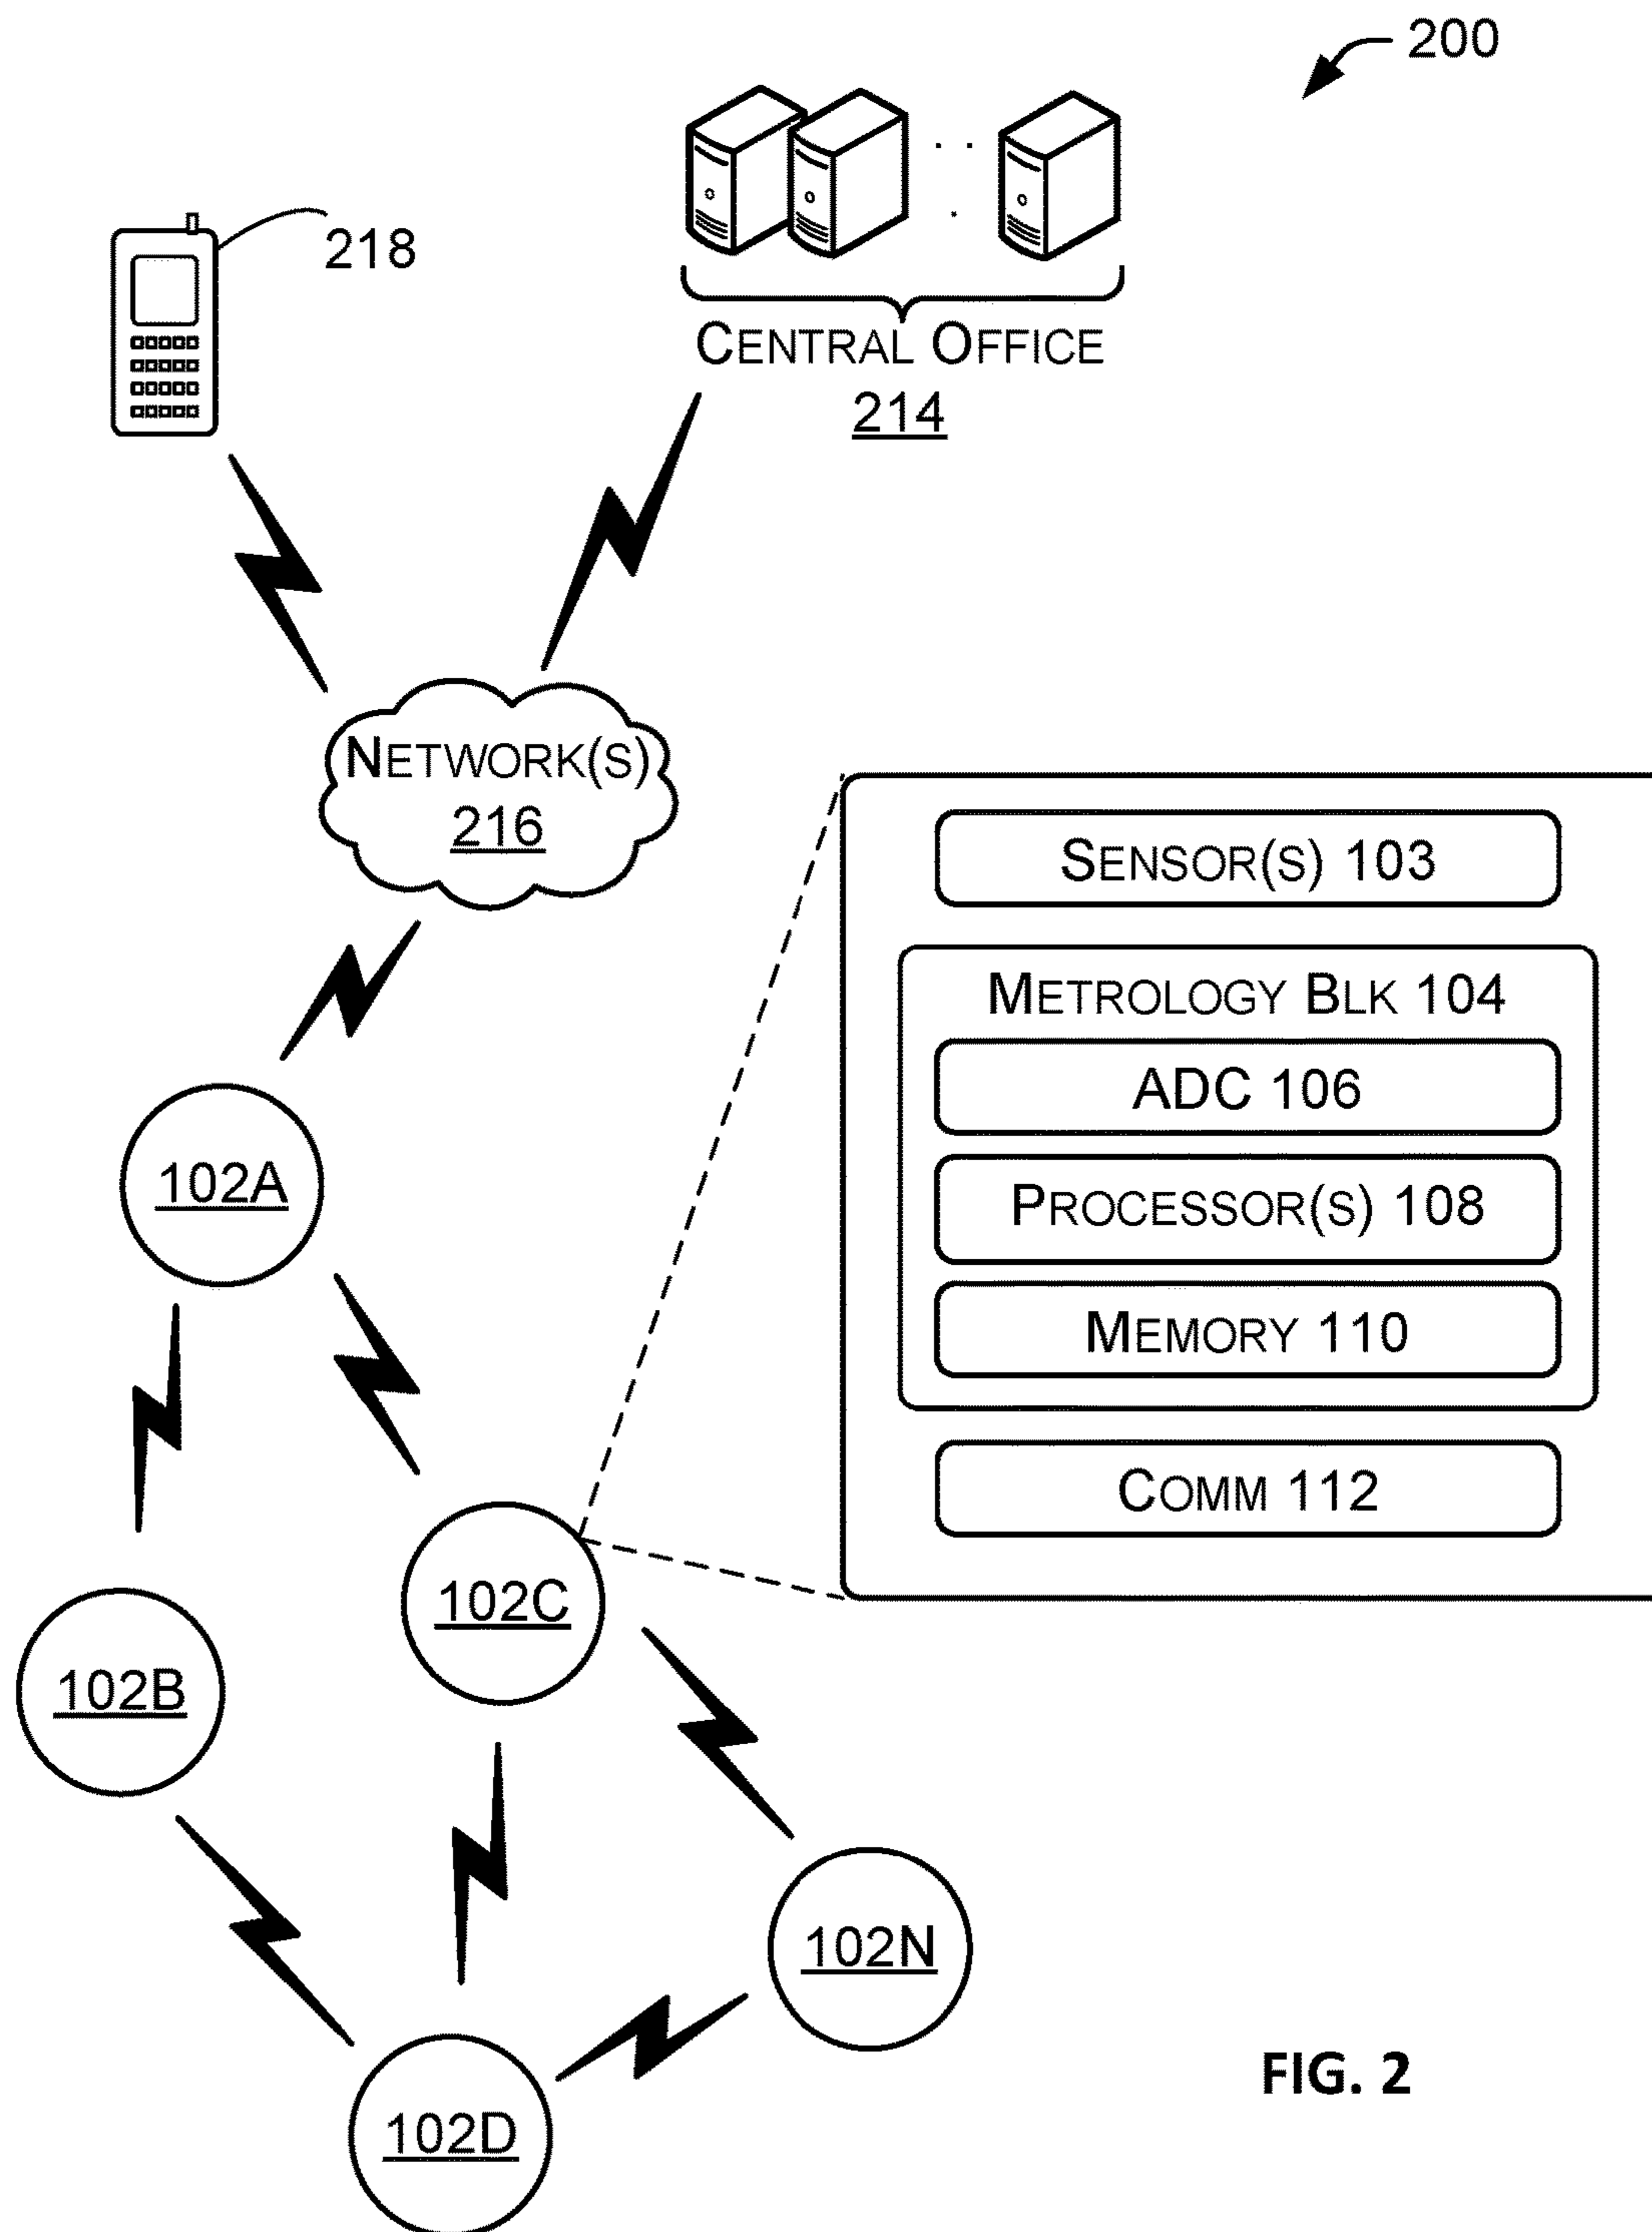 200
218
CENTRAL OFFICE
214
NETWORK(S)
216
SENSOR(S) 103
METROLOGY BLK 104
ADC 106
PROCESSOR(S) 108
MEMORY 110
COMM 112
102A
102C
102B
102N
102D
FIG. 2